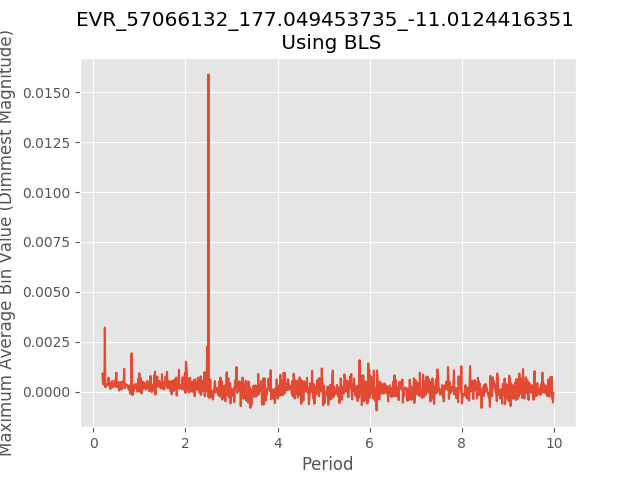 EVR_57066132_177.049453735_-11.0124416351
Using BLS
Maximum Average Bin Value (Dimmest Magnitude)
0.0150
0.0125
0.0100
0.0075
0.0050
0.0025
0.0000
0 2 4 6 8 10
Period